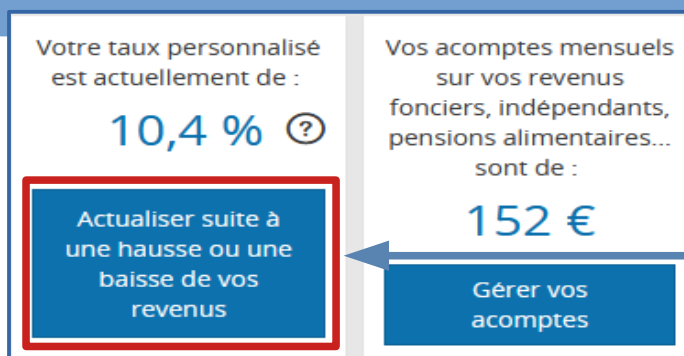 Votre taux personnalisé
est actuellement de :
10,4 % ?
Actualiser suite à
une hausse ou une
baisse de vos
revenus
Vos acomptes mensuels
sur vos revenus
fonciers, indépendants,
pensions alimentaires...
sont de :
152 €
Gérer vos
acomptes